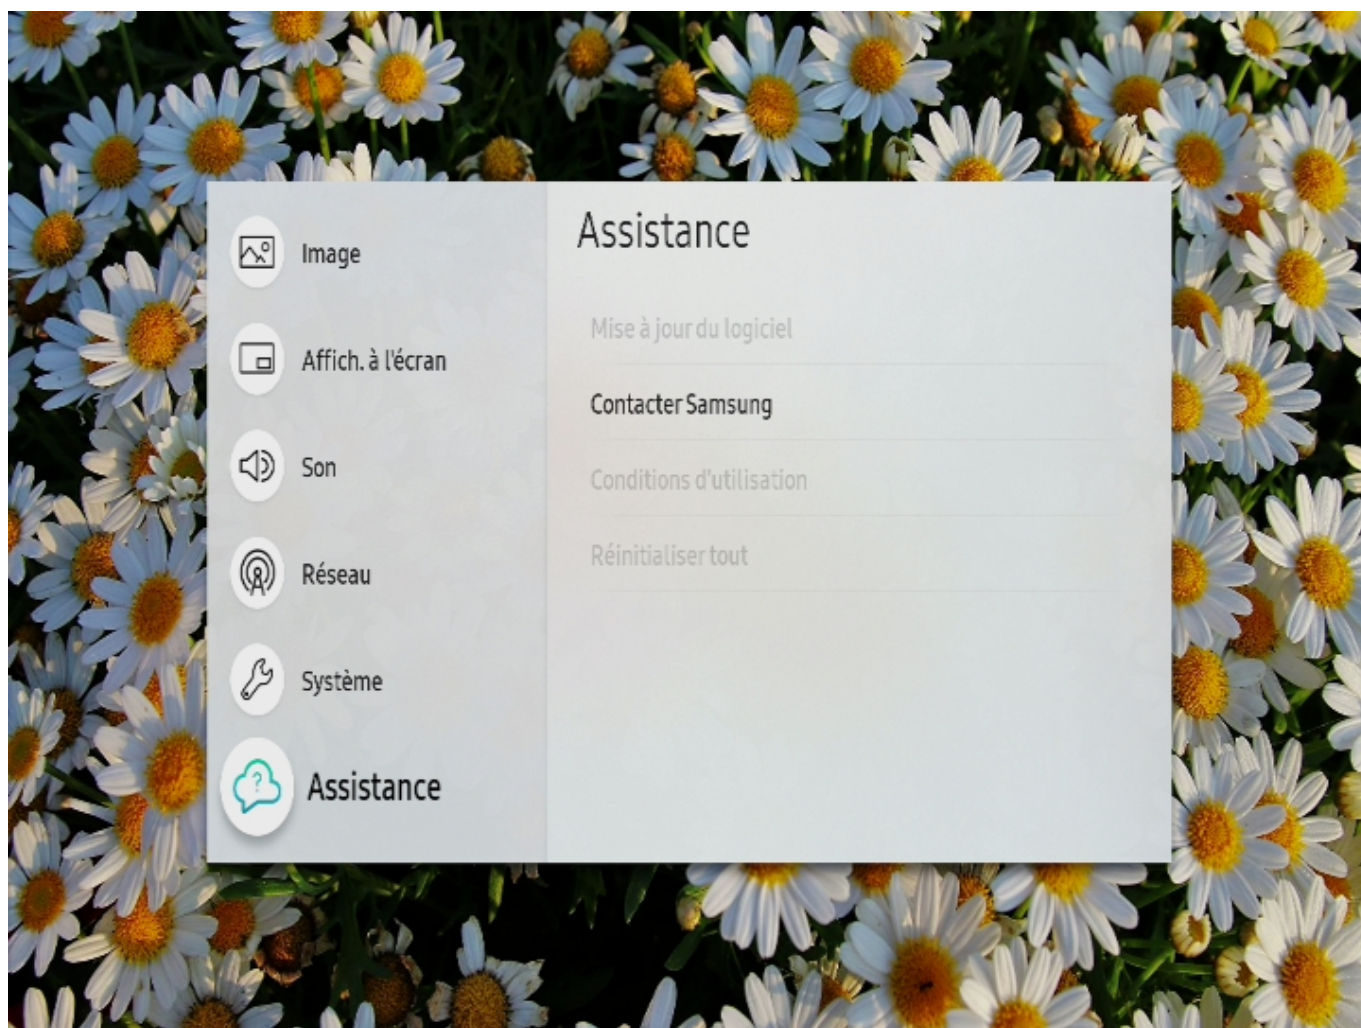 Image
Affich. à l'écran
Son
Réseau
Système
Assistance
Assistance
Mise à jour du logiciel
Contacter Samsung
Conditions d'utilisation
Réinitialiser tout